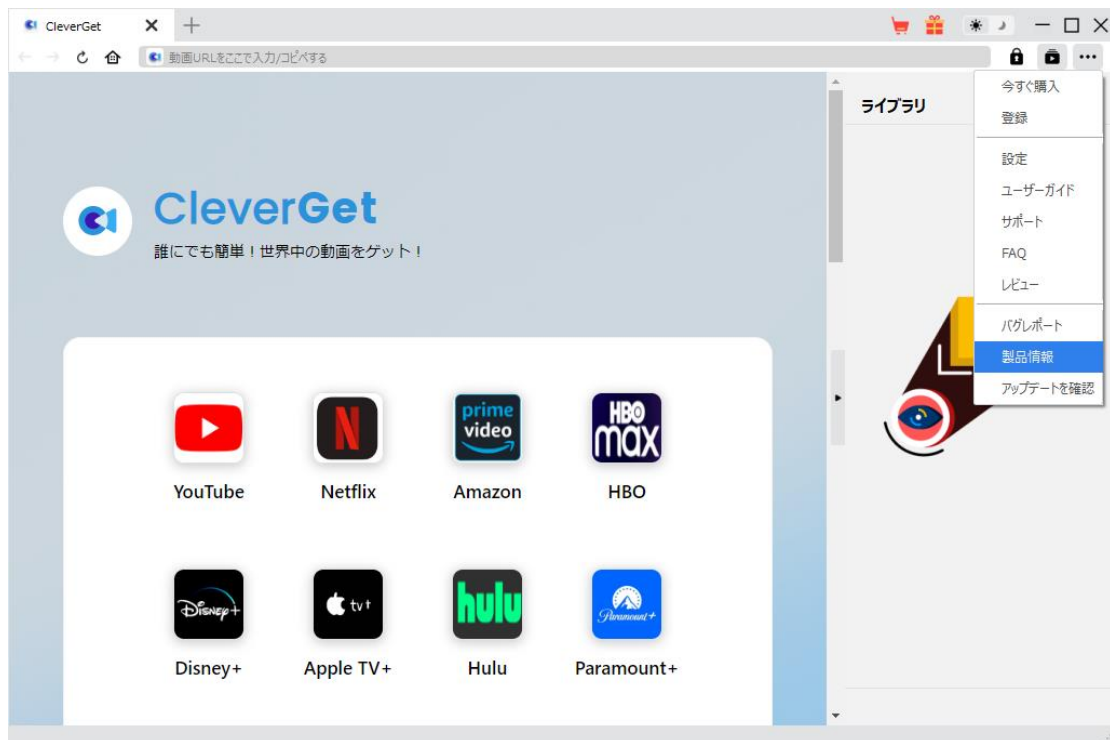 CleverGet
動画URLをここで入力/コピペする
今すぐ購入
登録
設定
ユーザーガイド
サポート
FAQ
レビュー
バグレポート
製品情報
アップデートを確認
ライブラリ
CleverGet
誰にでも簡単！世界中の動画をゲット！
prime video
HBO max
YouTube
Netflix
Amazon
HBO
Disney+
tv+
hulu
Paramount+
Disney+
Apple TV+
Hulu
Paramount+